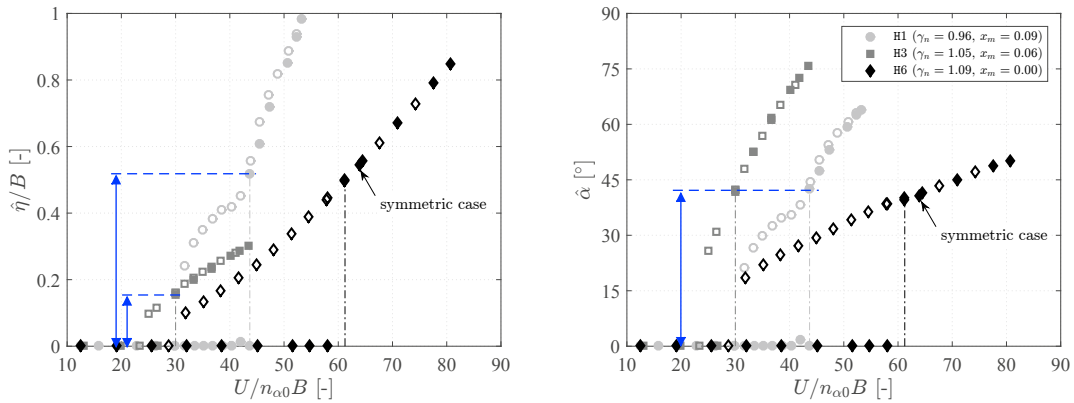 1
0.8
0.6
0.4
0.2
0
10 20 30 40 50 60 70 80 90
η̂/B [-]
U/n_{α0}B [-]
symmetric case
90
75
60
45
30
15
0
10 20 30 40 50 60 70 80 90
α̂ [°]
U/n_{α0}B [-]
H1 (γ_n = 0.96, x_m = 0.09)
H3 (γ_n = 1.05, x_m = 0.06)
H6 (γ_n = 1.09, x_m = 0.00)
symmetric case